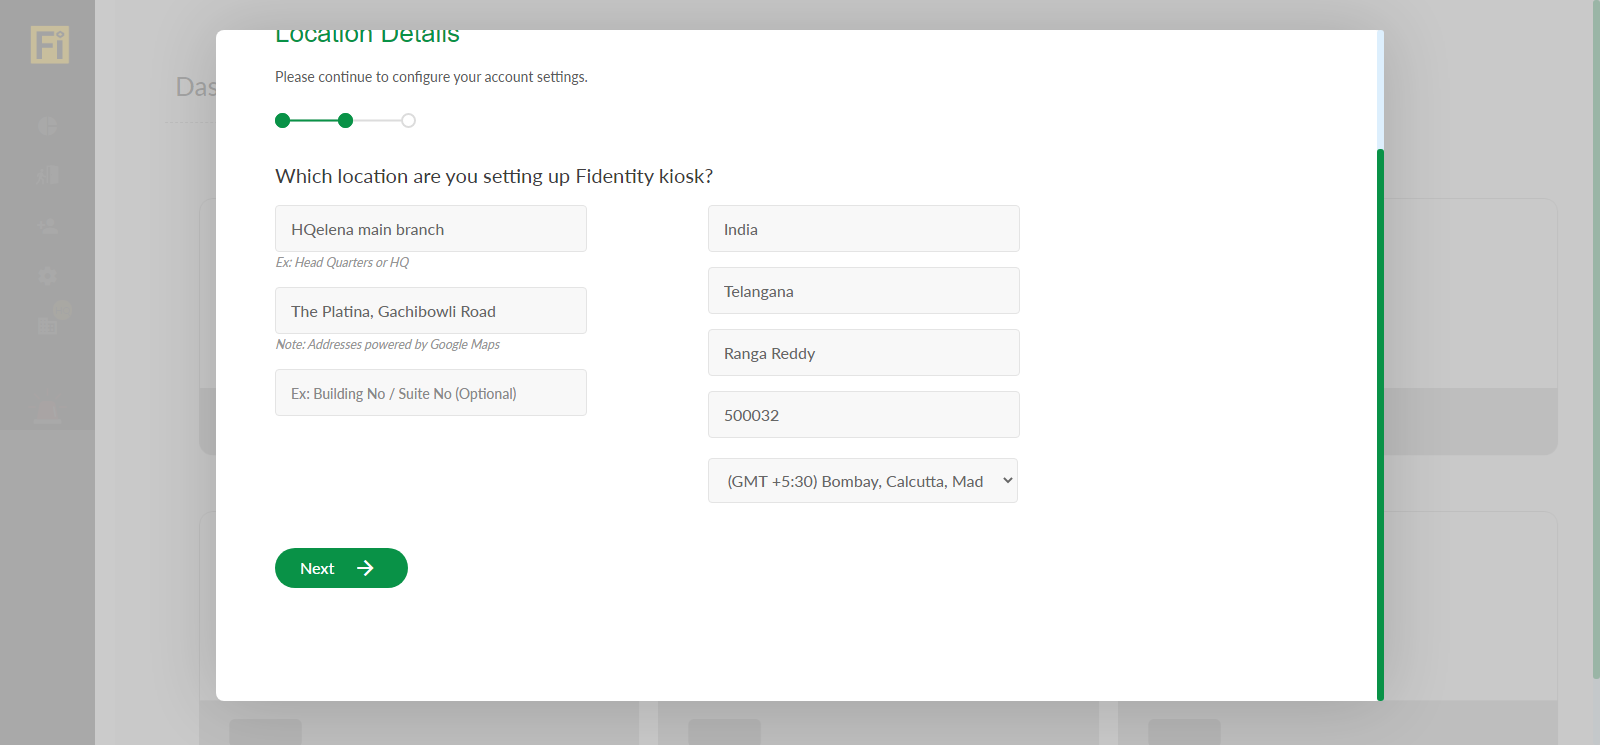 Fi
Das
Location Details
Please continue to configure your account settings.
Which location are you setting up Fidentity kiosk?
HQelena main branch
Ex: Head Quarters or HQ
The Platina, Gachibowli Road
Note: Addresses powered by Google Maps
Ex: Building No / Suite No (Optional)
India
Telangana
Ranga Reddy
500032
(GMT +5:30) Bombay, Calcutta, Mad
Next